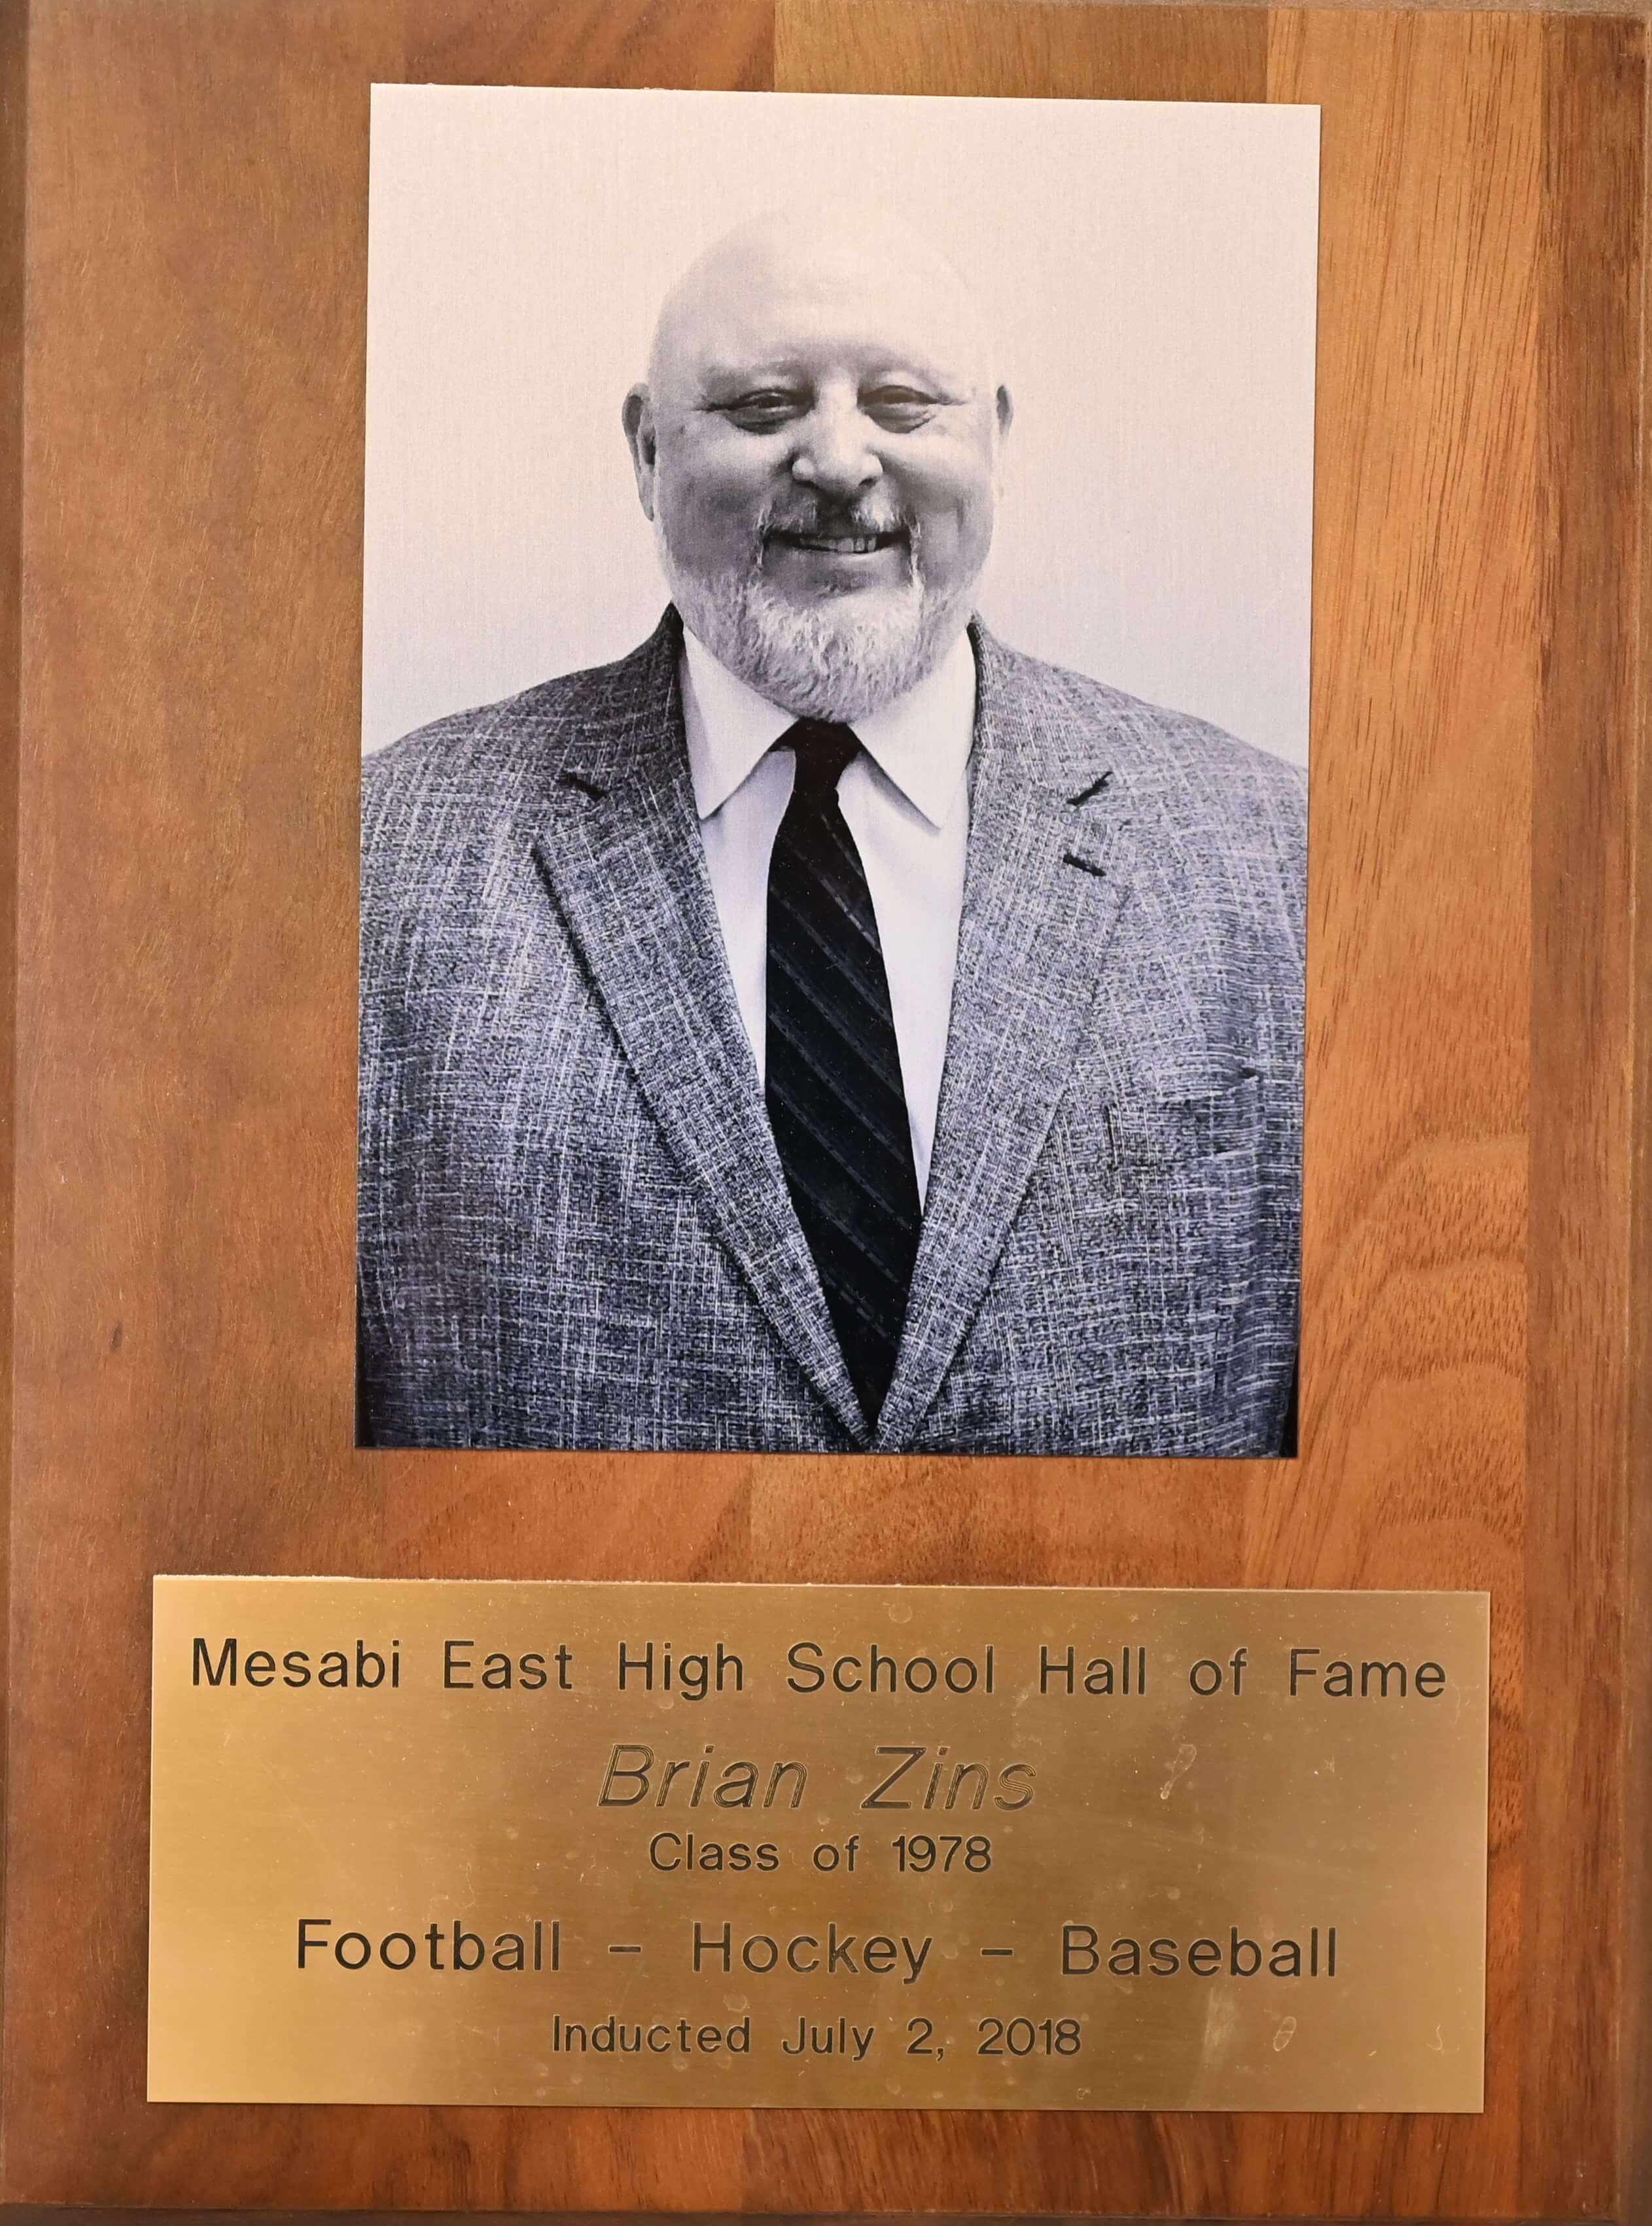 Mesabi East High School Hall of Fame
Brian Zins
Class of 1978
Football – Hockey – Baseball
Inducted July 2, 2018